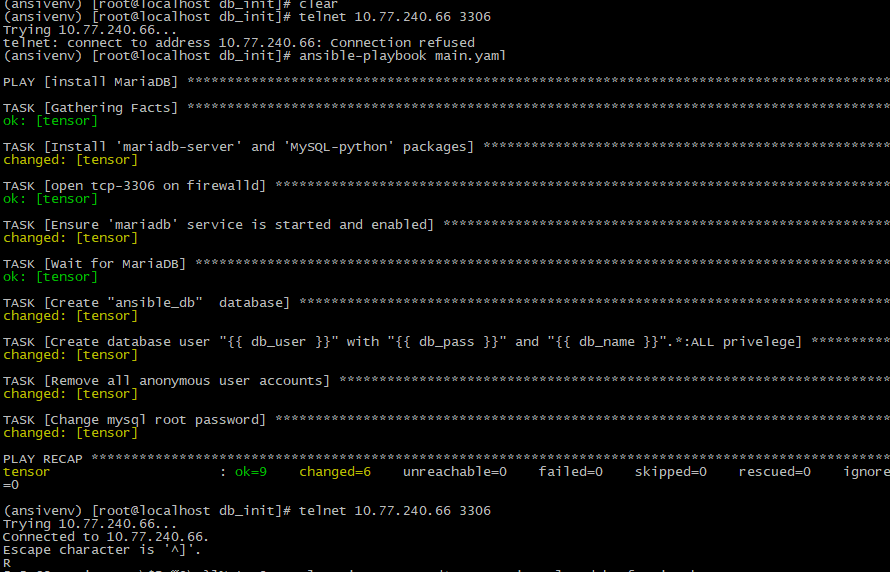 (ansivenv) [root@localhost db_init]# clear
(ansivenv) [root@localhost db_init]# telnet 10.77.240.66 3306
Trying 10.77.240.66...
telnet: connect to address 10.77.240.66: Connection refused
(ansivenv) [root@localhost db_init]# ansible-playbook main.yaml
PLAY [install MariaDB] ****************************************************************************************
TASK [Gathering Facts] ****************************************************************************************
ok: [tensor]
TASK [Install 'mariadb-server' and 'MySQL-python' packages] ***************************************************
changed: [tensor]
TASK [open tcp-3306 on firewalld] *****************************************************************************
ok: [tensor]
TASK [Ensure 'mariadb' service is started and enabled] ********************************************************
changed: [tensor]
TASK [Wait for MariaDB] ***************************************************************************************
ok: [tensor]
TASK [Create "ansible_db"  database] **************************************************************************
changed: [tensor]
TASK [Create database user "{{ db_user }}" with "{{ db_pass }}" and "{{ db_name }}".*:ALL privelege] **********
changed: [tensor]
TASK [Remove all anonymous user accounts] *********************************************************************
changed: [tensor]
TASK [Change mysql root password] *****************************************************************************
changed: [tensor]
PLAY RECAP ****************************************************************************************************
tensor                     : ok=9    changed=6    unreachable=0    failed=0    skipped=0    rescued=0    ignore
=0
(ansivenv) [root@localhost db_init]# telnet 10.77.240.66 3306
Trying 10.77.240.66...
Connected to 10.77.240.66.
Escape character is '^]'.
R